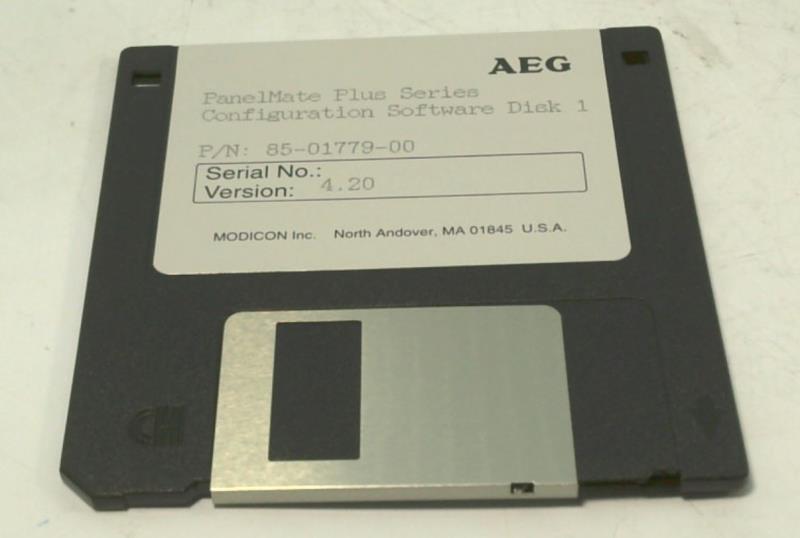 AEG
PanelMate Plus Series
Configuration Software Disk 1
P/N: 85-01779-00
Serial No.:
Version: 4.20
MODICON Inc. North Andover, MA 01845 U.S.A.